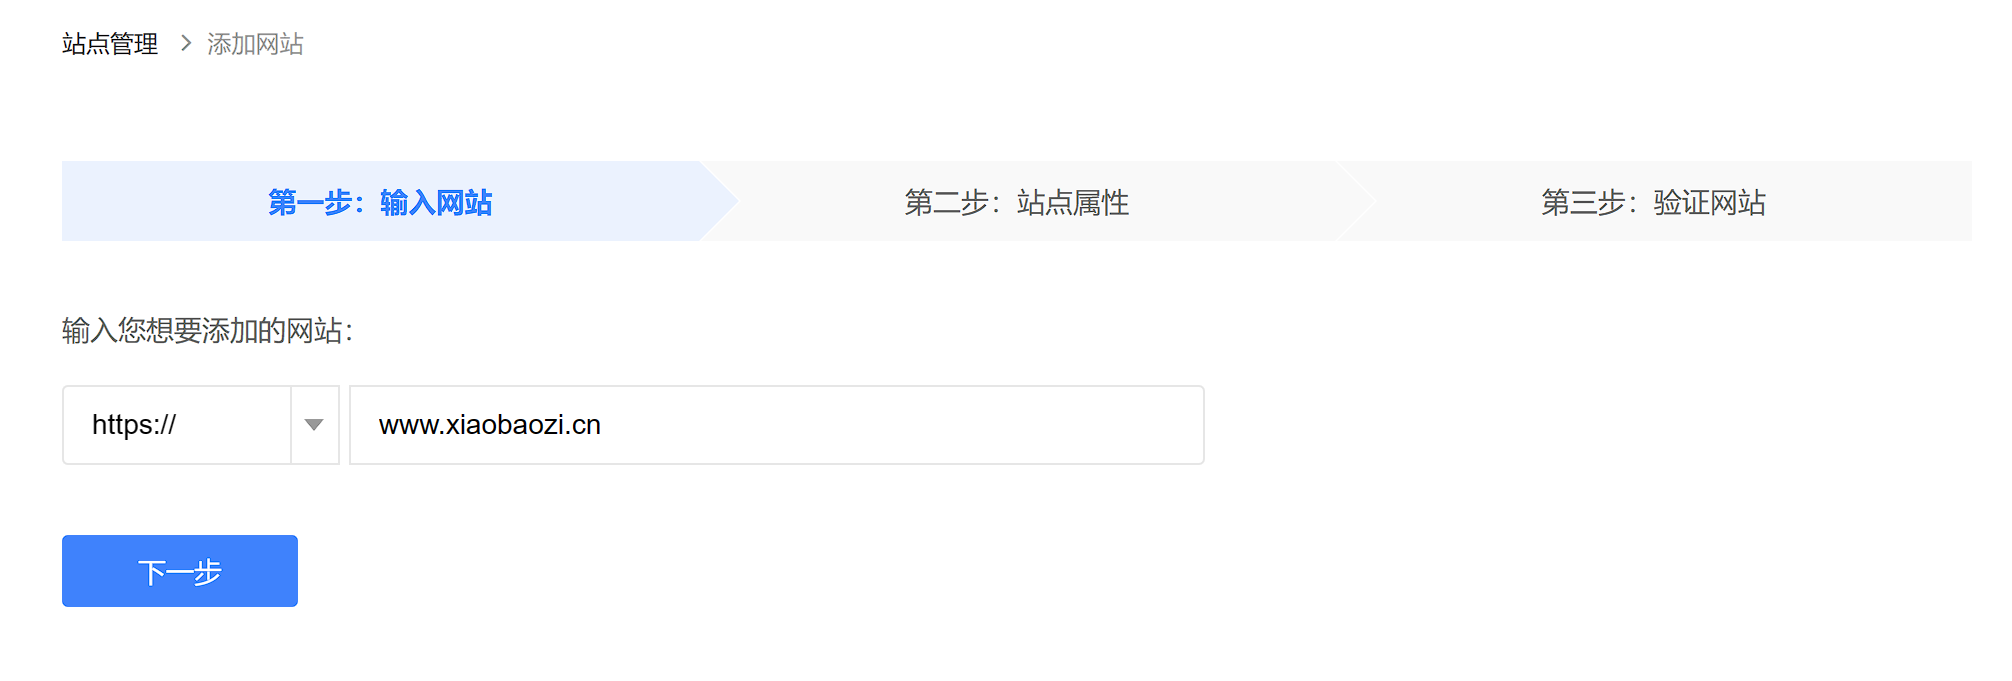 站点管理 > 添加网站
第一步：输入网站 第二步：站点属性 第三步：验证网站
输入您想要添加的网站：
https:// www.xiaobaozi.cn
下一步